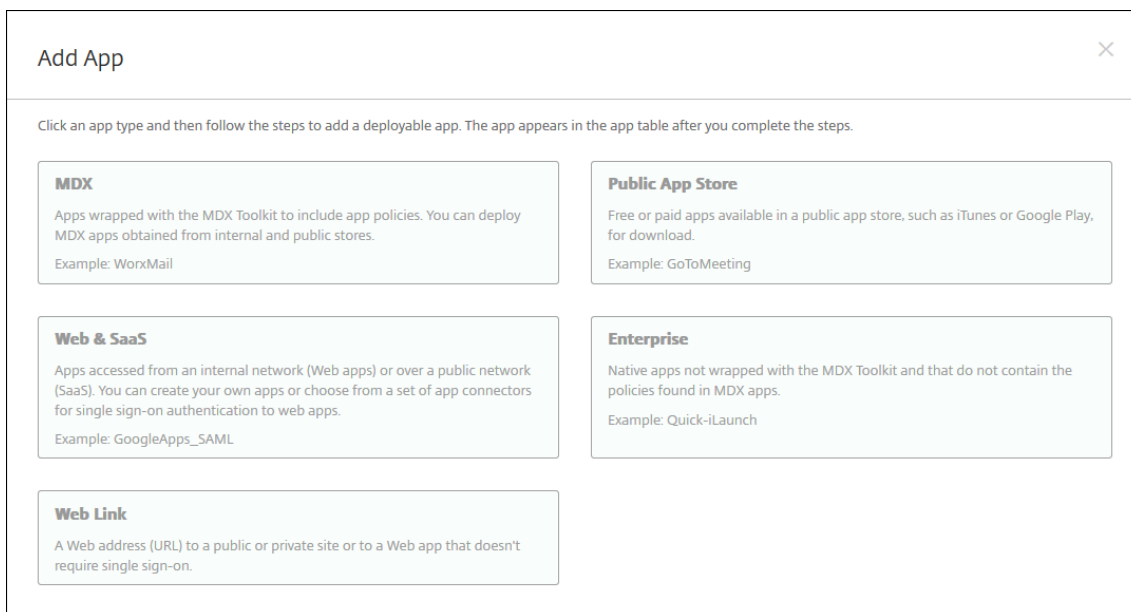 Add App
Click an app type and then follow the steps to add a deployable app. The app appears in the app table after you complete the steps.
MDX
Apps wrapped with the MDX Toolkit to include app policies. You can deploy
MDX apps obtained from internal and public stores.
Example: WorxMail
Public App Store
Free or paid apps available in a public app store, such as iTunes or Google Play,
for download.
Example: GoToMeeting
Web & SaaS
Apps accessed from an internal network (Web apps) or over a public network
(SaaS). You can create your own apps or choose from a set of app connectors
for single sign-on authentication to web apps.
Example: GoogleApps_SAML
Enterprise
Native apps not wrapped with the MDX Toolkit and that do not contain the
policies found in MDX apps.
Example: Quick-iLaunch
Web Link
A Web address (URL) to a public or private site or to a Web app that doesn't
require single sign-on.